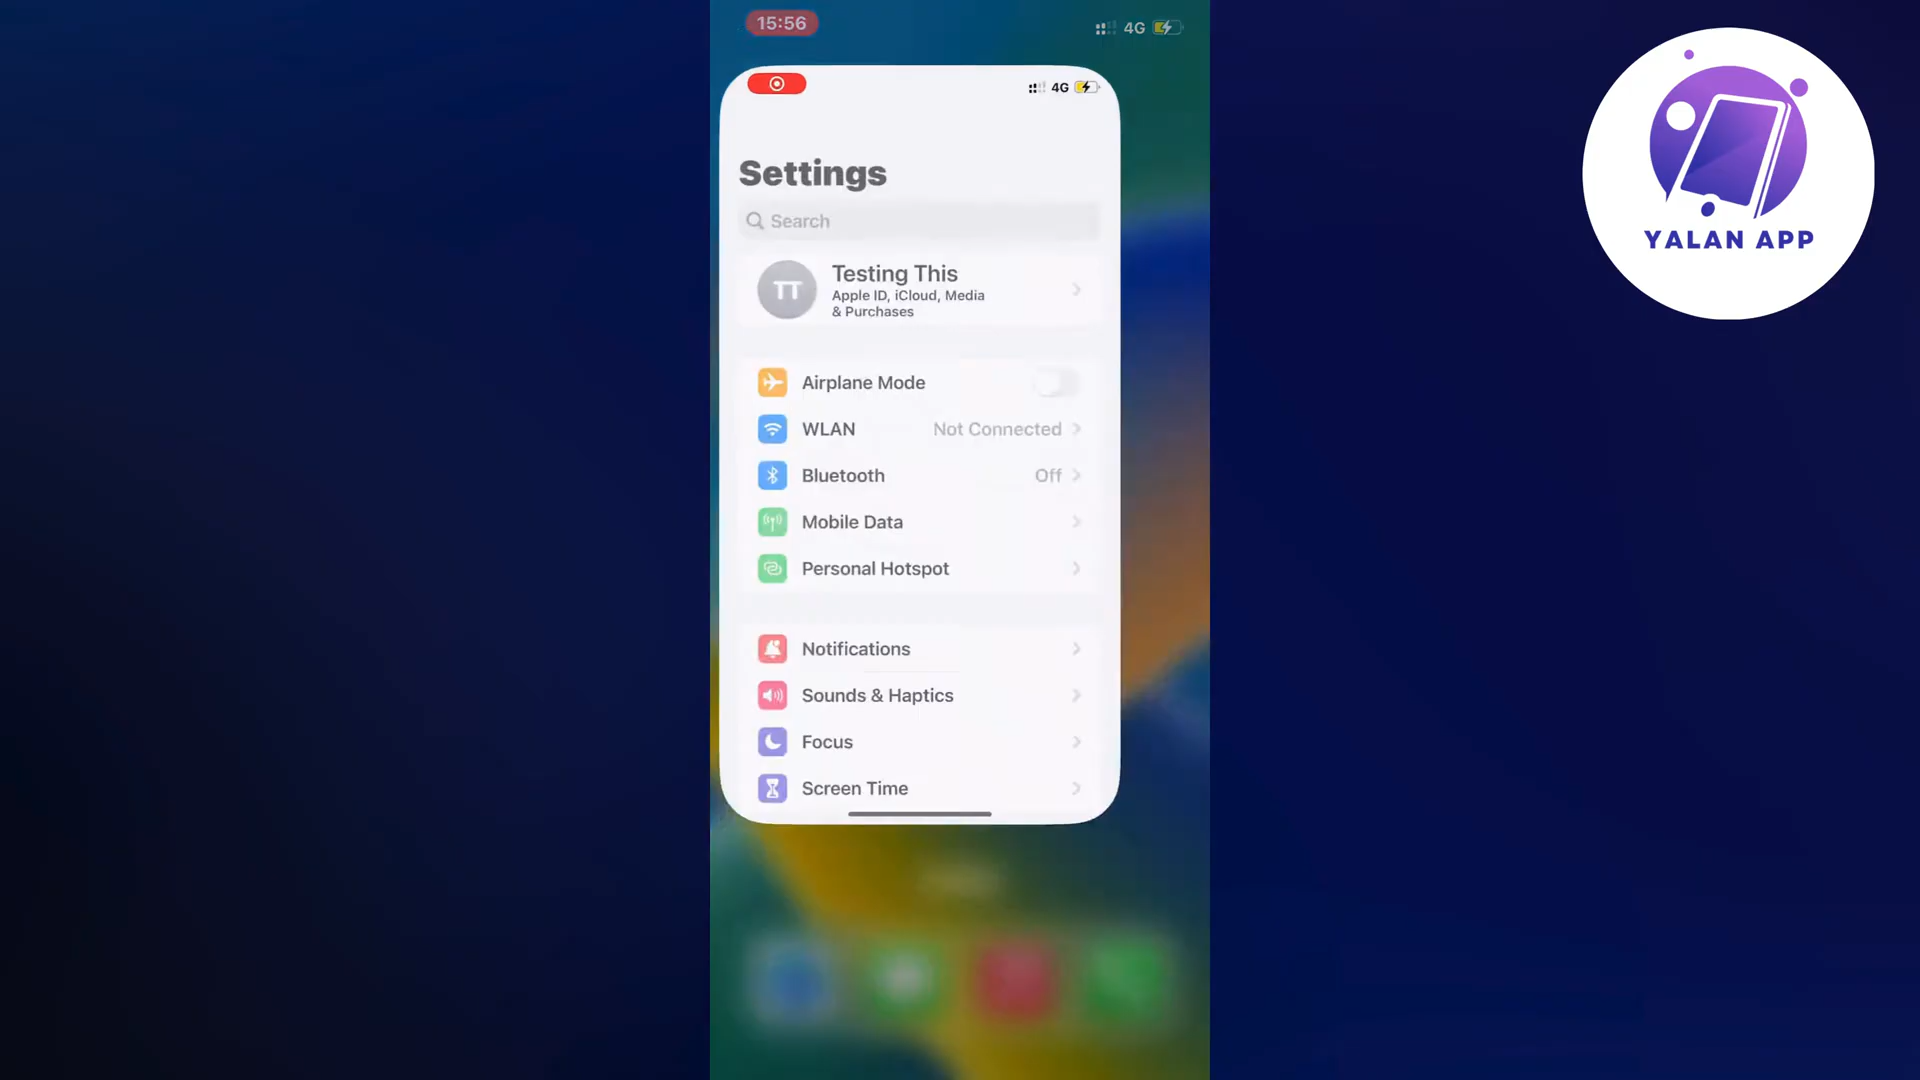 15:56
4G
4G
Settings
Search
TT
Testing This
Apple ID, iCloud, Media
& Purchases
Airplane Mode
WLAN Not Connected
Bluetooth Off
Mobile Data
Personal Hotspot
Notifications
Sounds & Haptics
Focus
Screen Time
YALAN APP